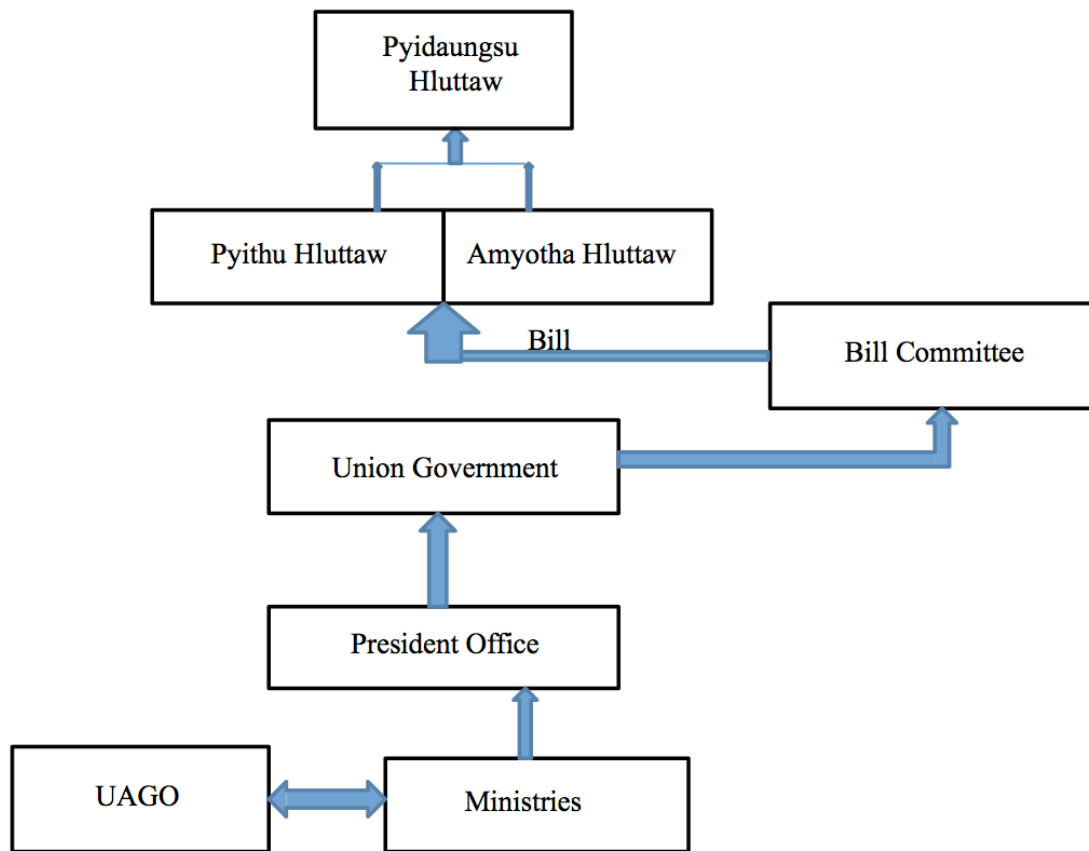 Pyidaungsu
Hluttaw
Pyithu Hluttaw
Amyotha Hluttaw
Bill
Bill Committee
Union Government
President Office
UAGO
Ministries